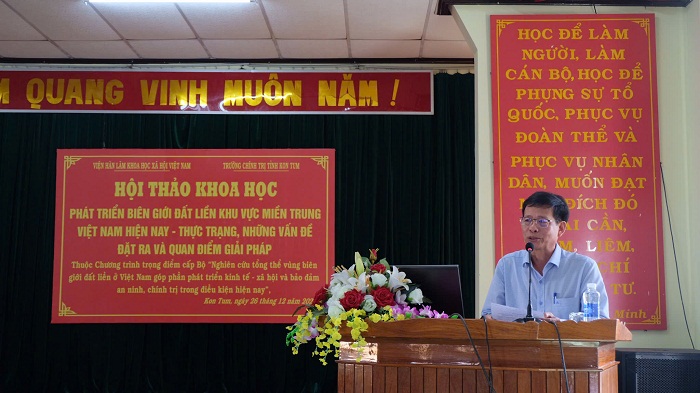 M QUANG VINH MUÔN NĂM !
VIỆN HÀN LÂM KHOA HỌC XÃ HỘI VIỆT NAM
TRƯỜNG CHÍNH TRỊ TỈNH KON TUM
HỘI THẢO KHOA HỌC
PHÁT TRIỂN BIÊN GIỚI ĐẤT LIỀN KHU VỰC MIỀN TRUNG
VIỆT NAM HIỆN NAY - THỰC TRẠNG, NHỮNG VẤN ĐỀ
ĐẶT RA VÀ QUAN ĐIỂM GIẢI PHÁP
Thuộc Chương trình trọng điểm cấp Bộ "Nghiên cứu tổng thể vùng biên
giới đất liền ở Việt Nam góp phần phát triển kinh tế - xã hội và bảo đảm
an ninh, chính trị trong điều kiện hiện nay".
Kon Tum, ngày 26 tháng 12 năm
HỌC ĐỂ LÀM
NGƯỜI, LÀM
CÁN BỘ, HỌC ĐỂ
PHỤNG SỰ TỔ
QUỐC, PHỤC VỤ
ĐOÀN THỂ VÀ
PHỤC VỤ NHÂN
DÂN, MUỐN ĐẠT
ĐÍCH ĐÓ
CẦN,
LIÊM,
CHÍ
TƯ.
Minh